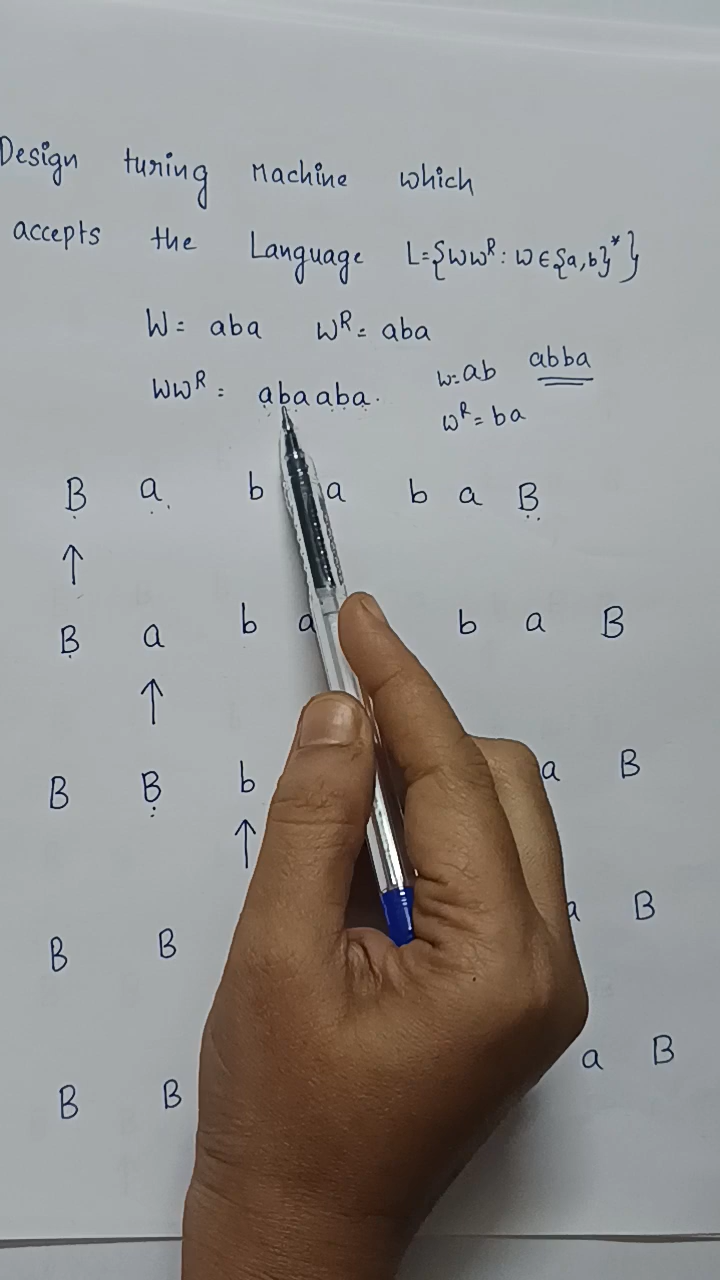 Design turing Machine which
accepts the Language L={WW^R : W∈{a,b}*}
W= aba W^R= aba
WW^R = abaaba. W=ab abba
W^R=ba
B a b a b a B
↑
B a b a b a B
↑
B B b a B
↑
B B a B
B B a B